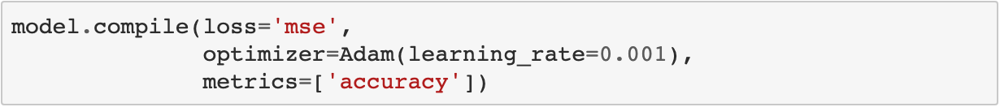 model.compile(loss='mse',
              optimizer=Adam(learning_rate=0.001),
              metrics=['accuracy'])